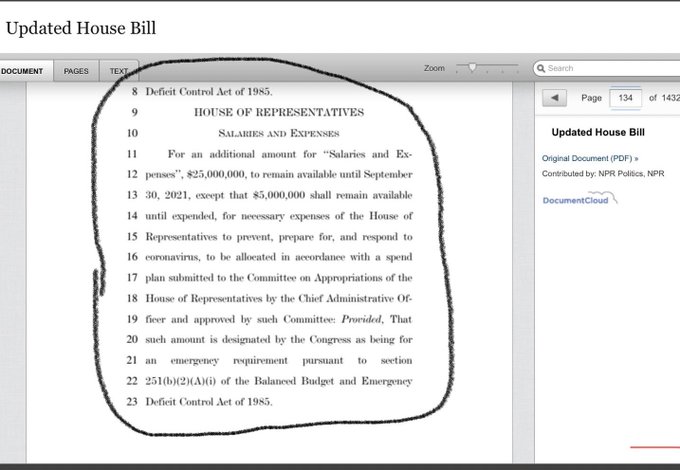 Updated House Bill
DOCUMENT PAGES TEXT Zoom Search
8 Deficit Control Act of 1985.
9 HOUSE OF REPRESENTATIVES
10 SALARIES AND EXPENSES
11 For an additional amount for “Salaries and Ex-
12 penses”, $25,000,000, to remain available until September
13 30, 2021, except that $5,000,000 shall remain available
14 until expended, for necessary expenses of the House of
15 Representatives to prevent, prepare for, and respond to
16 coronavirus, to be allocated in accordance with a spend
17 plan submitted to the Committee on Appropriations of the
18 House of Representatives by the Chief Administrative Of-
19 ficer and approved by such Committee: Provided, That
20 such amount is designated by the Congress as being for
21 an emergency requirement pursuant to section
22 251(b)(2)(A)(i) of the Balanced Budget and Emergency
23 Deficit Control Act of 1985.
Page 134 of 1432
Updated House Bill
Original Document (PDF) »
Contributed by: NPR Politics, NPR
DocumentCloud